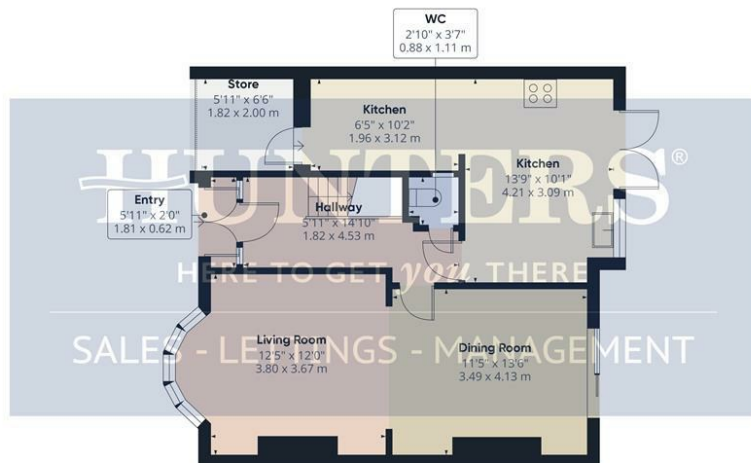 WC
2'10" x 3'7"
0.88 x 1.11 m
Store
5'11" x 6'6"
1.82 x 2.00 m
Kitchen
6'5" x 10'2"
1.96 x 3.12 m
Kitchen
13'9" x 10'1"
4.21 x 3.09 m
HUNTERS®
Entry
5'11" x 2'0"
1.81 x 0.62 m
Hallway
5'11" x 14'10"
1.82 x 4.53 m
HERE TO GET you THERE
Living Room
12'5" x 12'0"
3.80 x 3.67 m
Dining Room
11'5" x 13'6"
3.49 x 4.13 m
SALES - LETTINGS - MANAGEMENT